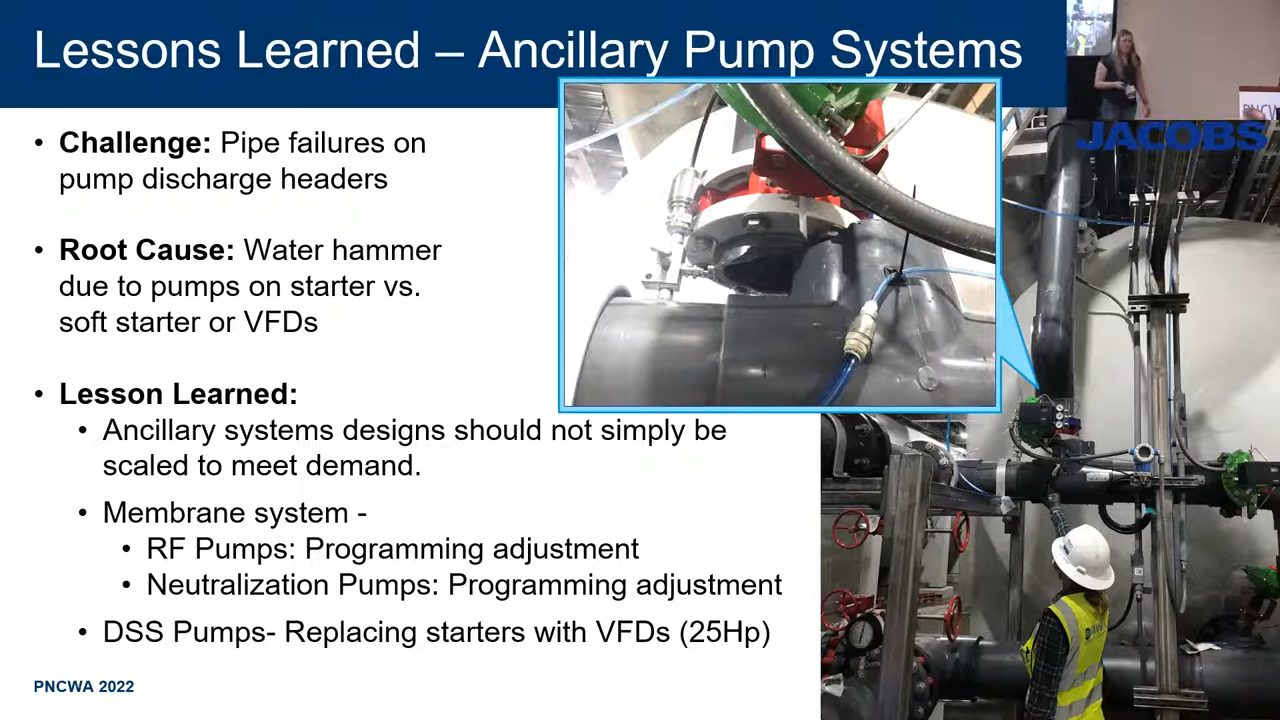 Lessons Learned – Ancillary Pump Systems
PNCW
JACOBS
• Challenge: Pipe failures on
pump discharge headers
• Root Cause: Water hammer
due to pumps on starter vs.
soft starter or VFDs
• Lesson Learned:
• Ancillary systems designs should not simply be
scaled to meet demand.
• Membrane system -
• RF Pumps: Programming adjustment
• Neutralization Pumps: Programming adjustment
• DSS Pumps- Replacing starters with VFDs (25Hp)
PNCWA 2022